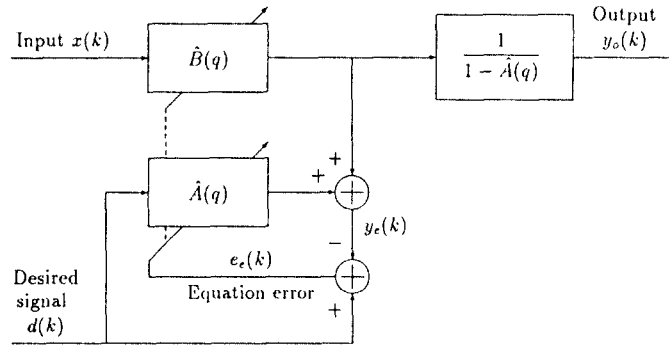 Input x(k)
B̂(q)
1
1 − Â(q)
Output
y_o(k)
+
+
Â(q)
y_e(k)
−
e_e(k)
Equation error
+
Desired
signal
d(k)